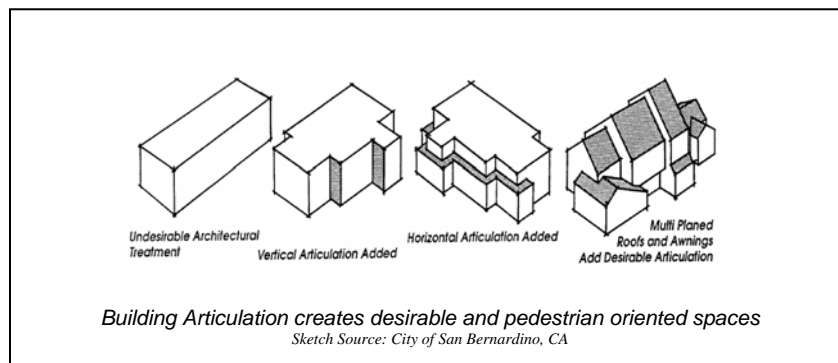 Undesirable Architectural
Treatment
Vertical Articulation Added
Horizontal Articulation Added
Multi Planed
Roofs and Awnings
Add Desirable Articulation
Building Articulation creates desirable and pedestrian oriented spaces
Sketch Source: City of San Bernardino, CA